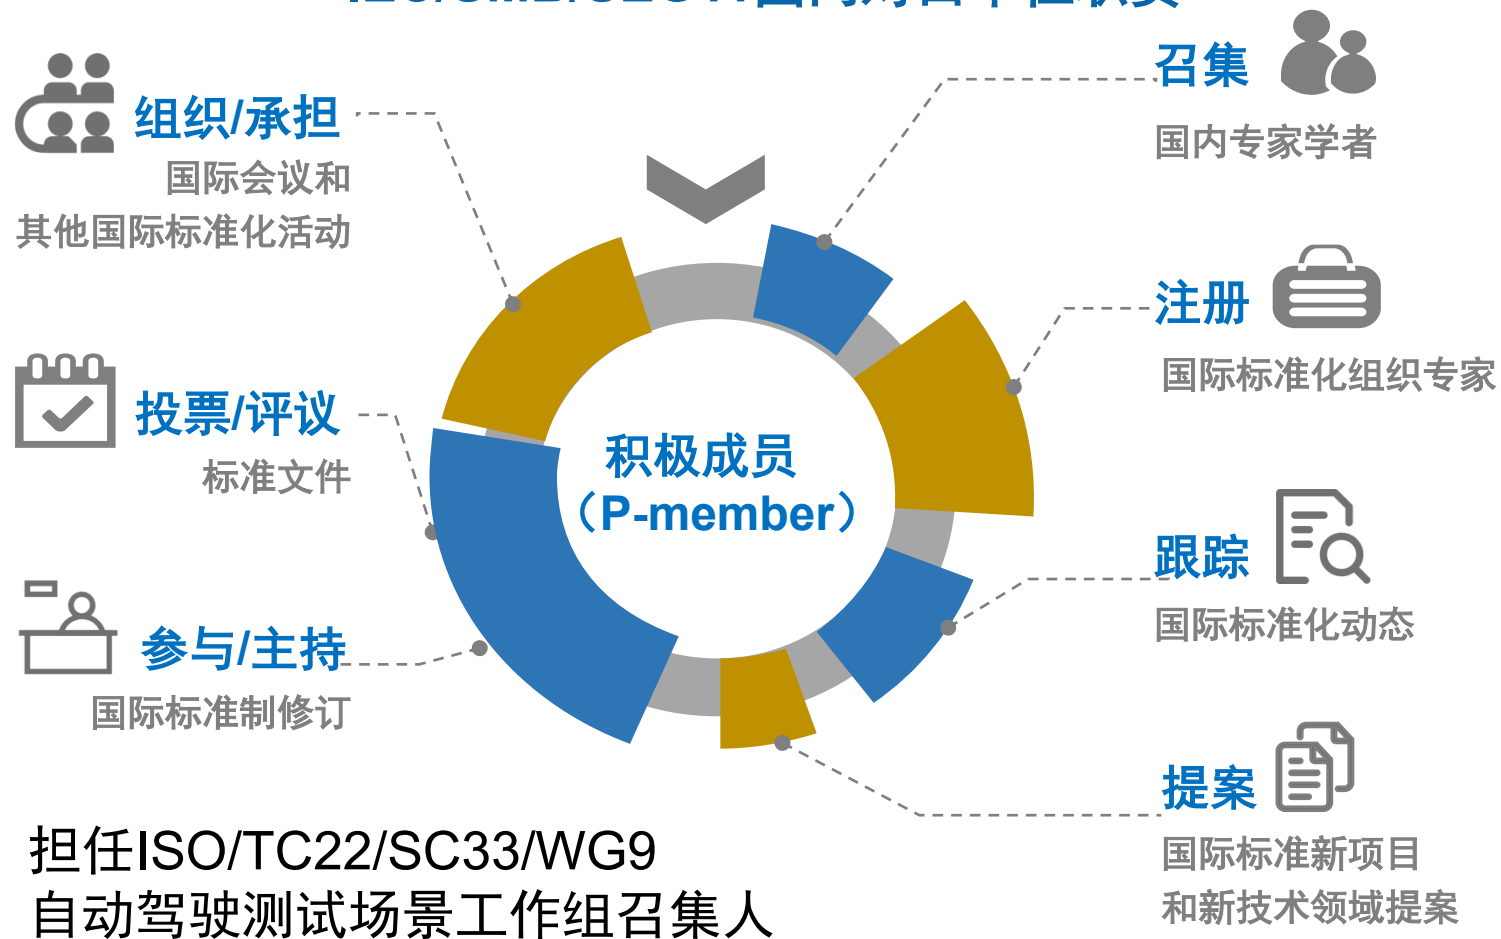 组织/承担
国际会议和
其他国际标准化活动
投票/评议
标准文件
参与/主持
国际标准制修订
积极成员
（P-member）
召集
国内专家学者
注册
国际标准化组织专家
跟踪
国际标准化动态
提案
国际标准新项目
和新技术领域提案
担任ISO/TC22/SC33/WG9
自动驾驶测试场景工作组召集人